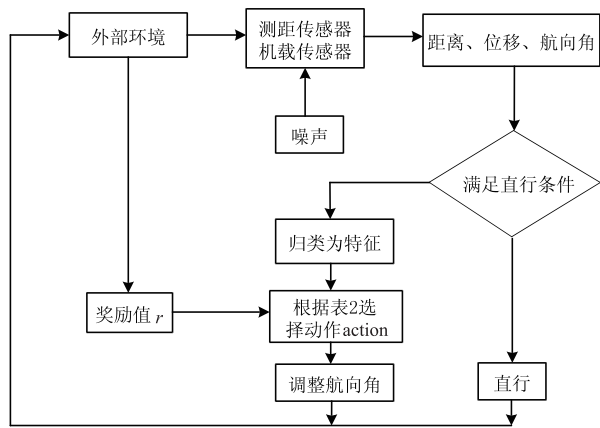 外部环境
测距传感器
机载传感器
距离、位移、航向角
噪声
满足直行条件
归类为特征
奖励值 r
根据表2选
择动作action
调整航向角
直行